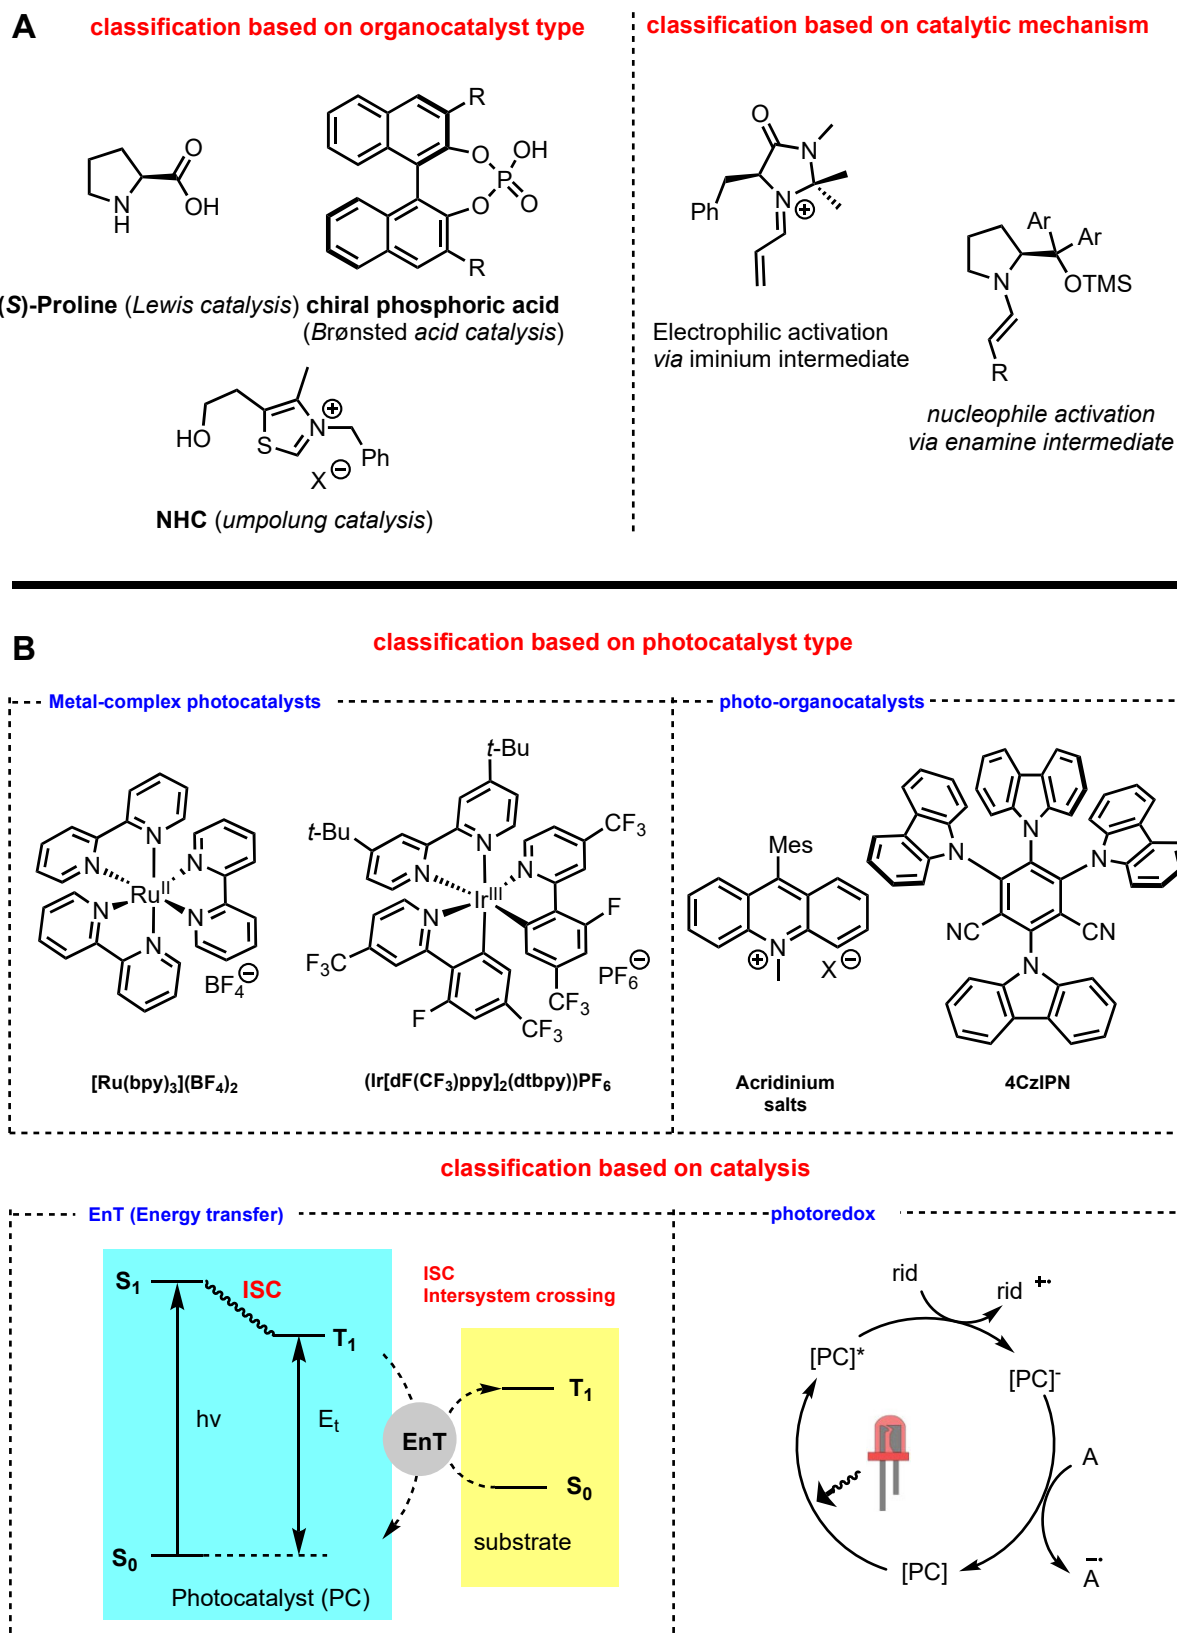 A
classification based on organocatalyst type
classification based on catalytic mechanism
N
H
O
OH
R
O
O
P
OH
O
R
O
N
N
⊕
Ph
Ar
Ar
N
OTMS
R
(S)-Proline (Lewis catalysis)
chiral phosphoric acid
(Brønsted acid catalysis)
Electrophilic activation
via iminium intermediate
nucleophile activation
via enamine intermediate
HO
S
N
⊕
Ph
X⊖
NHC (umpolung catalysis)
B
classification based on photocatalyst type
Metal-complex photocatalysts
photo-organocatalysts
N
N
N
N
N
N
RuII
BF4⊖
t-Bu
t-Bu
N
N
N
N
IrIII
CF3
F
CF3
F3C
F
CF3
PF6⊖
Mes
N
⊕
X⊖
N
N
N
NC
CN
N
[Ru(bpy)3](BF4)2
(Ir[dF(CF3)ppy]2(dtbpy))PF6
Acridinium
salts
4CzIPN
classification based on catalysis
EnT (Energy transfer)
photoredox
S1
ISC
T1
hν
Et
S0
Photocatalyst (PC)
ISC
Intersystem crossing
EnT
T1
S0
substrate
rid
rid +•
[PC]*
[PC]-
A
[PC]
A −•